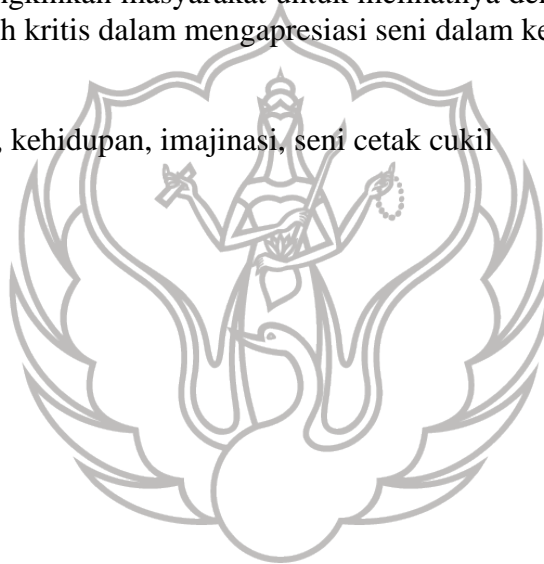 masyarakat untuk melihatnya
kritis dalam mengapresiasi seni dalam
, kehidupan, imajinasi, seni cetak cukil